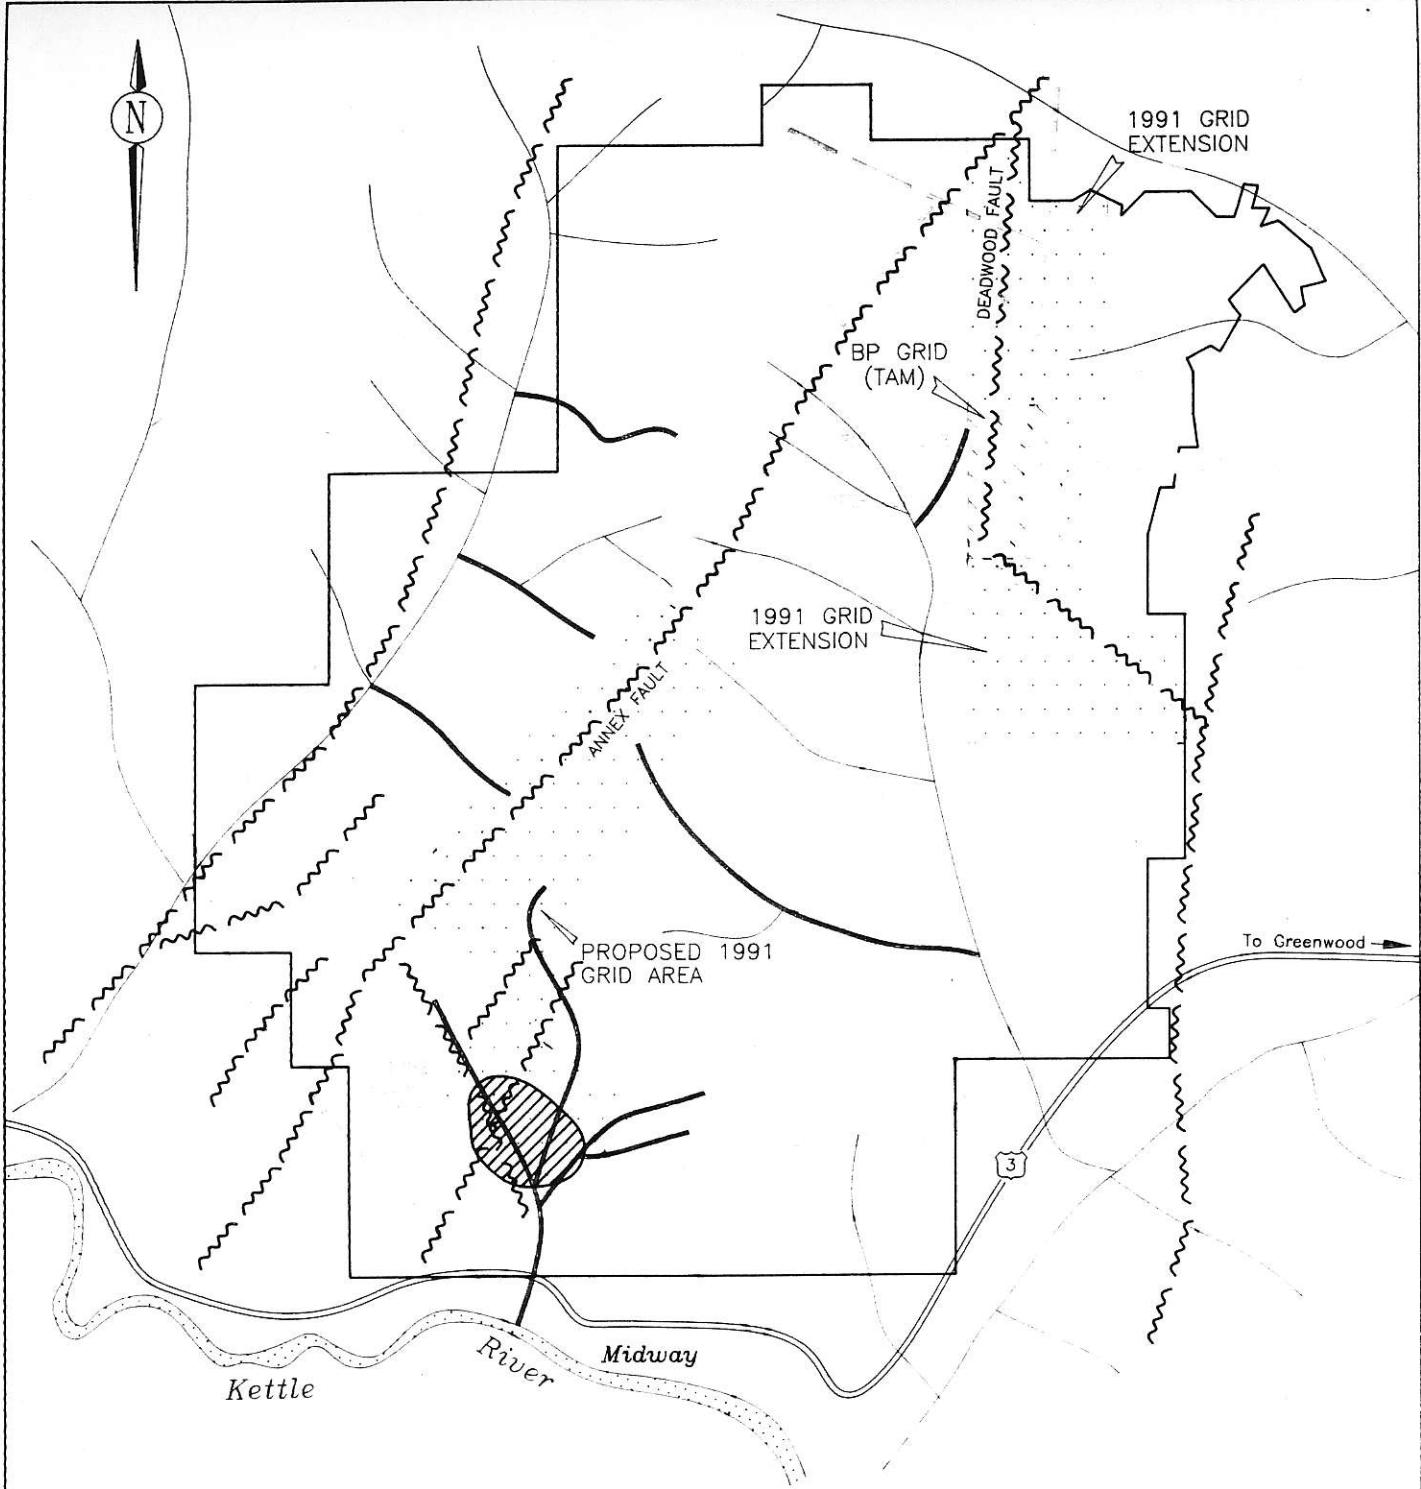 N
1991 GRID
EXTENSION
DEADWOOD FAULT
BP GRID
(TAM)
1991 GRID
EXTENSION
ANNEX FAULT
PROPOSED 1991
GRID AREA
To Greenwood
3
River
Midway
Kettle